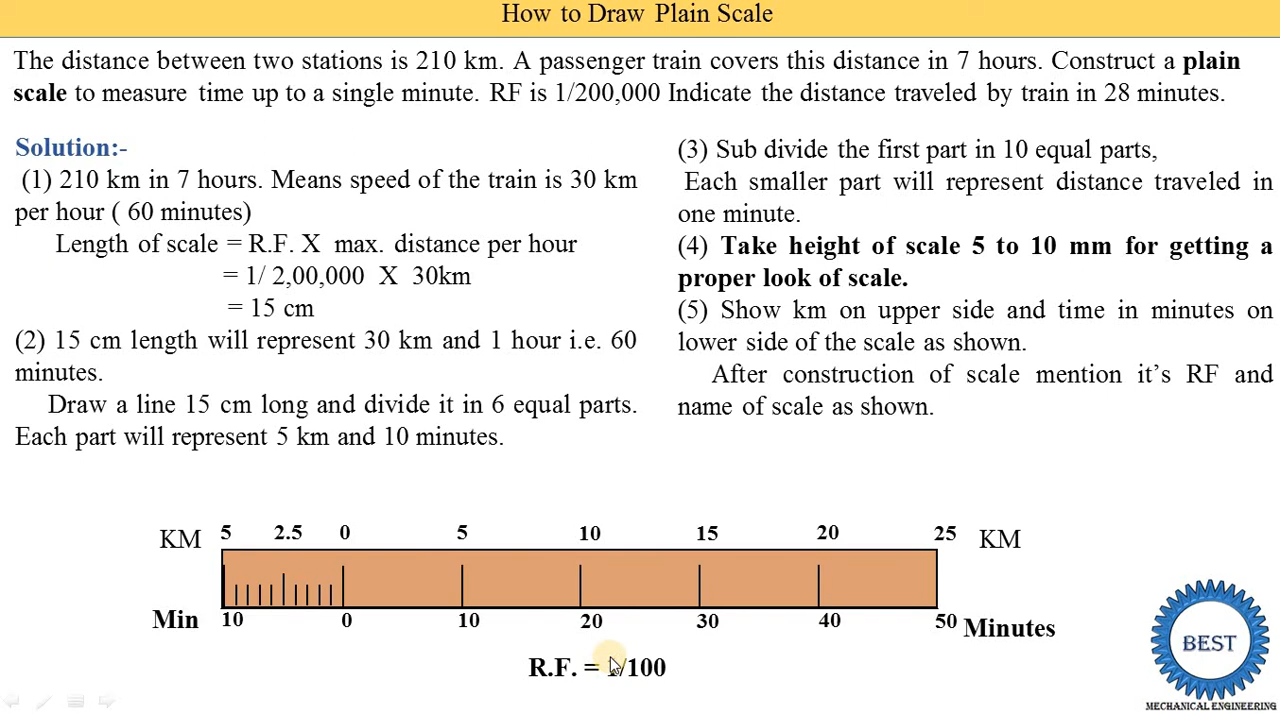 How to Draw Plain Scale
The distance between two stations is 210 km. A passenger train covers this distance in 7 hours. Construct a plain
scale to measure time up to a single minute. RF is 1/200,000 Indicate the distance traveled by train in 28 minutes.
Solution:-
(1) 210 km in 7 hours. Means speed of the train is 30 km
per hour ( 60 minutes)
Length of scale = R.F. X max. distance per hour
= 1/ 2,00,000 X 30km
= 15 cm
(2) 15 cm length will represent 30 km and 1 hour i.e. 60
minutes.
Draw a line 15 cm long and divide it in 6 equal parts.
Each part will represent 5 km and 10 minutes.
(3) Sub divide the first part in 10 equal parts,
Each smaller part will represent distance traveled in
one minute.
(4) Take height of scale 5 to 10 mm for getting a
proper look of scale.
(5) Show km on upper side and time in minutes on
lower side of the scale as shown.
After construction of scale mention it’s RF and
name of scale as shown.
KM 5 2.5 0 5 10 15 20 25 KM
Min 10 0 10 20 30 40 50 Minutes
R.F. = 1/100
BEST
MECHANICAL ENGINEERING